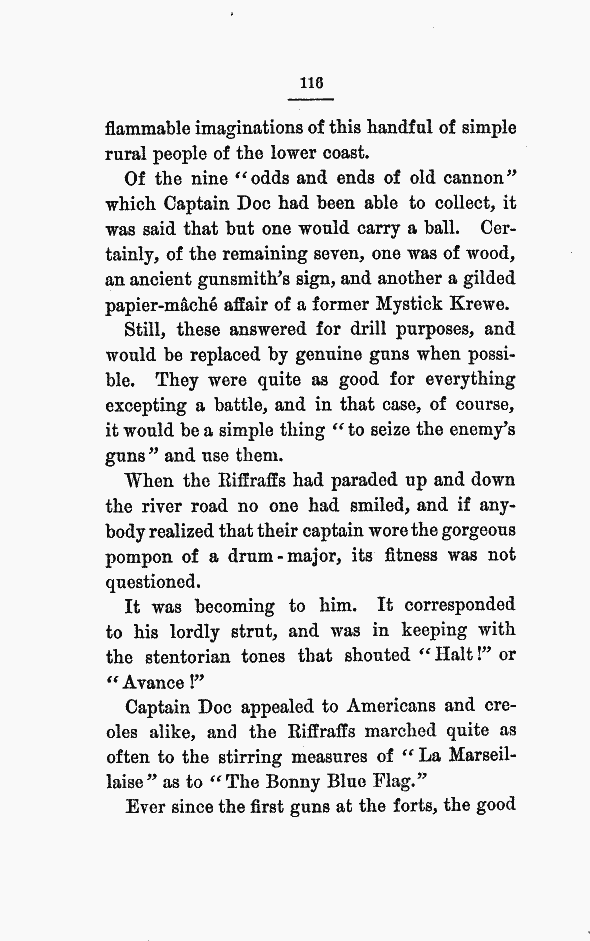 116
flammable imaginations of this handful of simple
rural people of the lower coast.
Of the nine “odds and ends of old cannon”
which Captain Doc had been able to collect, it
was said that but one would carry a ball. Cer-
tainly, of the remaining seven, one was of wood,
an ancient gunsmith’s sign, and another a gilded
papier-mâché affair of a former Mystick Krewe.
Still, these answered for drill purposes, and
would be replaced by genuine guns when possi-
ble. They were quite as good for everything
excepting a battle, and in that case, of course,
it would be a simple thing “to seize the enemy’s
guns” and use them.
When the Riffraffs had paraded up and down
the river road no one had smiled, and if any-
body realized that their captain wore the gorgeous
pompon of a drum-major, its fitness was not
questioned.
It was becoming to him. It corresponded
to his lordly strut, and was in keeping with
the stentorian tones that shouted “Halt!” or
“Avance!”
Captain Doc appealed to Americans and cre-
oles alike, and the Riffraffs marched quite as
often to the stirring measures of “La Marseil-
laise” as to “The Bonny Blue Flag.”
Ever since the first guns at the forts, the good